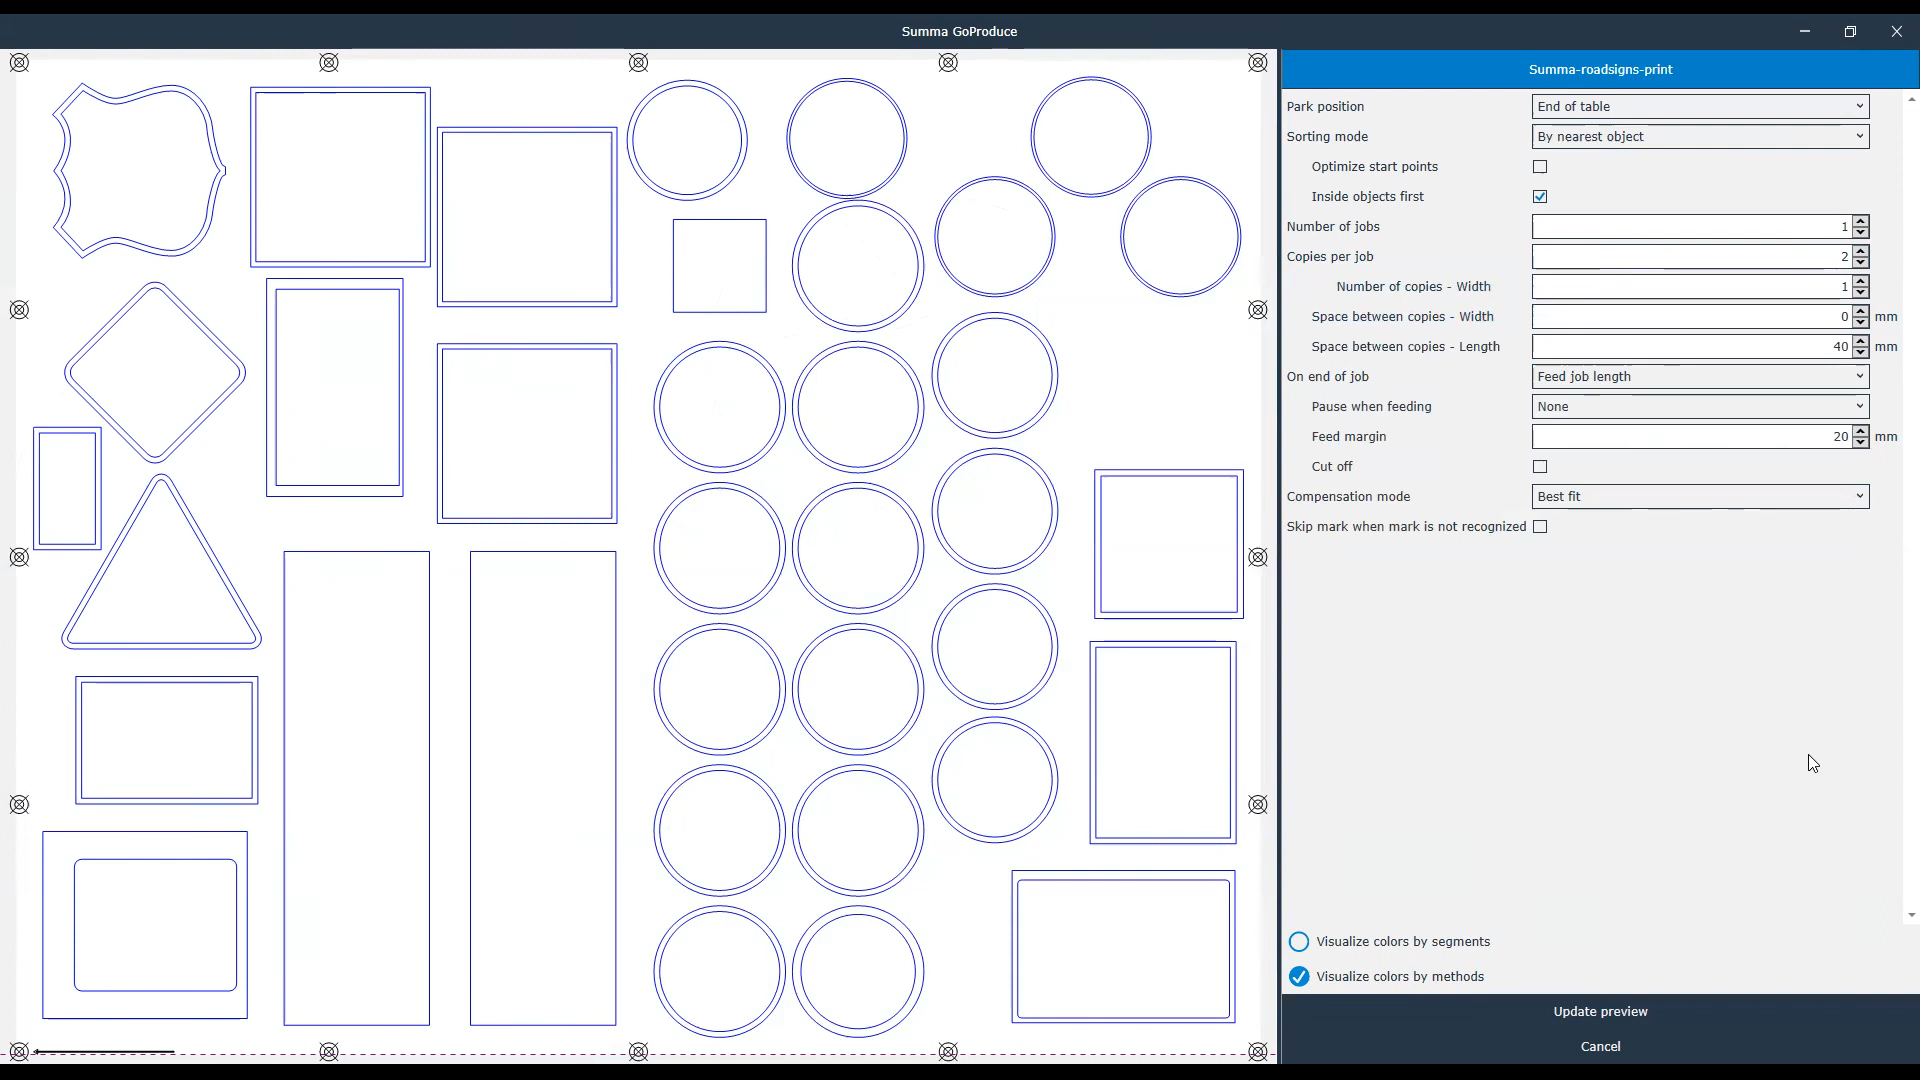 Summa GoProduce
Summa-roadsigns-print
Park position End of table
Sorting mode By nearest object
Optimize start points
Inside objects first
Number of jobs 1
Copies per job 2
Number of copies - Width 1
Space between copies - Width 0 mm
Space between copies - Length 40 mm
On end of job Feed job length
Pause when feeding None
Feed margin 20 mm
Cut off
Compensation mode Best fit
Skip mark when mark is not recognized
Visualize colors by segments
Visualize colors by methods
Update preview
Cancel